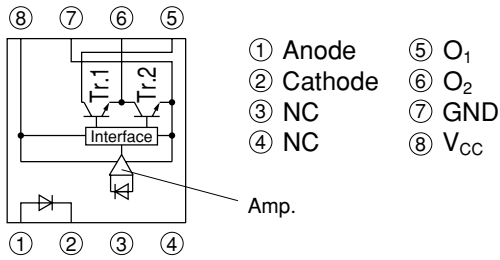 ⑧ ⑦ ⑥ ⑤
Tr.1
Tr.2
Interface
Amp.
① ② ③ ④
① Anode
② Cathode
③ NC
④ NC
⑤ O₁
⑥ O₂
⑦ GND
⑧ V_CC